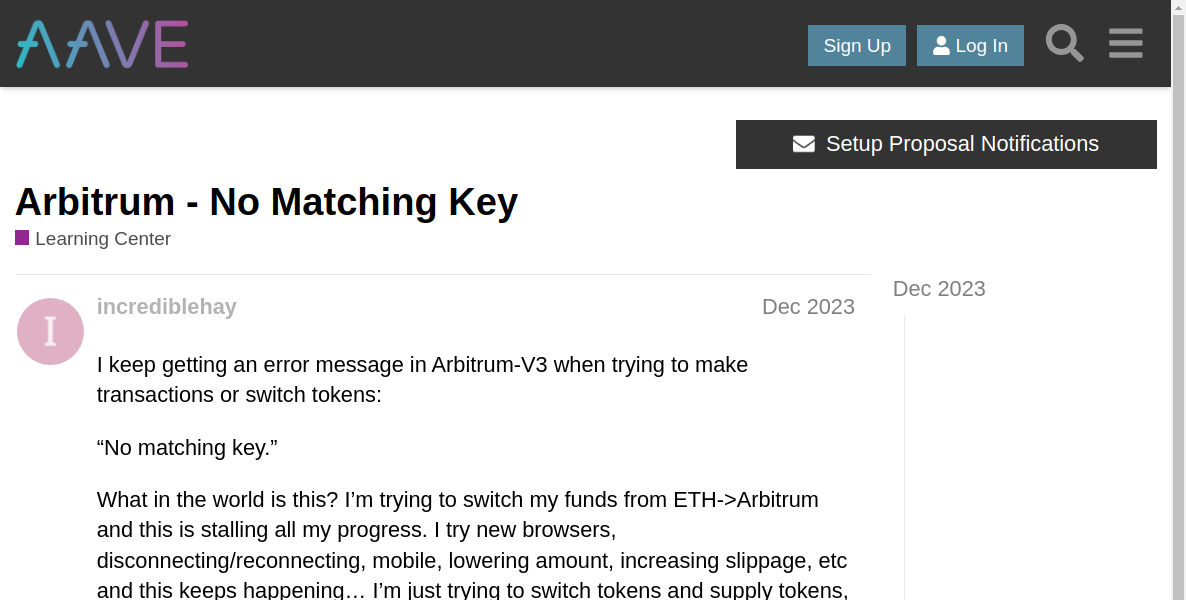 AAVE
Sign Up
Log In
Setup Proposal Notifications
Arbitrum - No Matching Key
Learning Center
Dec 2023
I
incrediblehay
Dec 2023
I keep getting an error message in Arbitrum-V3 when trying to make
transactions or switch tokens:
“No matching key.”
What in the world is this? I’m trying to switch my funds from ETH->Arbitrum
and this is stalling all my progress. I try new browsers,
disconnecting/reconnecting, mobile, lowering amount, increasing slippage, etc
and this keeps happening… I’m just trying to switch tokens and supply tokens,